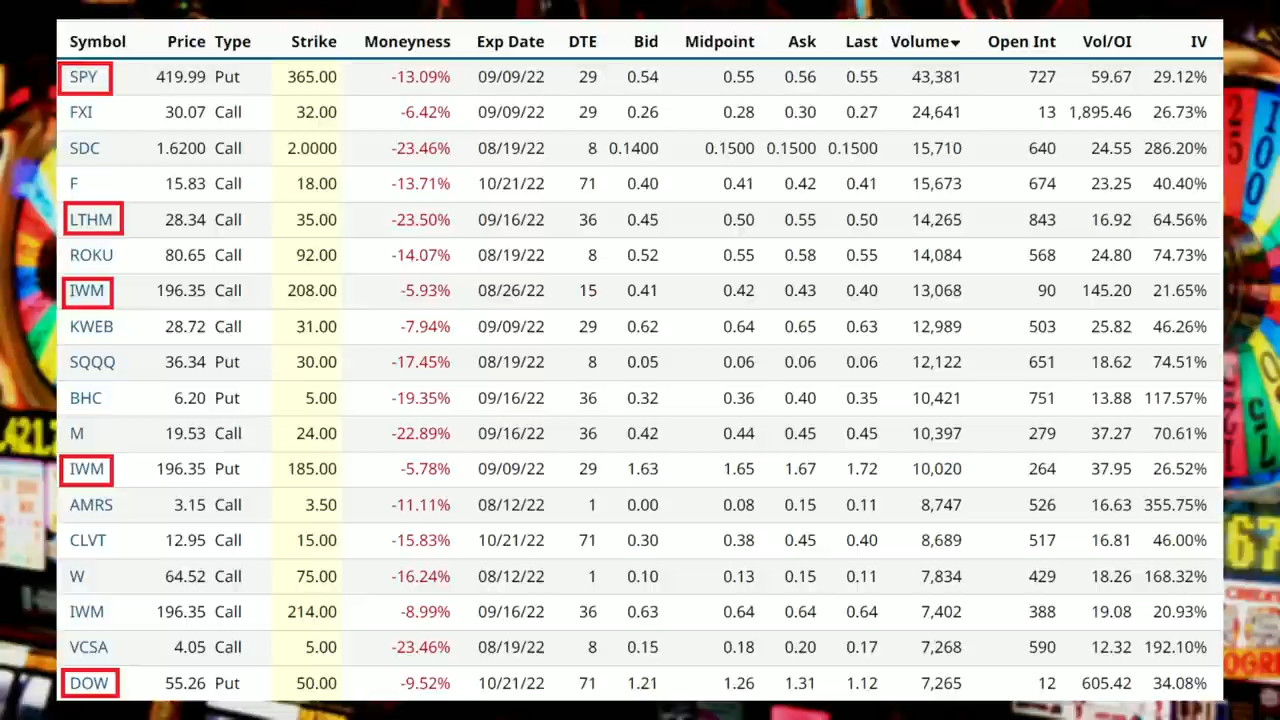 Symbol Price Type Strike Moneyness Exp Date DTE Bid Midpoint Ask Last Volume Open Int Vol/OI IV
SPY 419.99 Put 365.00 -13.09% 09/09/22 29 0.54 0.55 0.56 0.55 43,381 727 59.67 29.12%
FXI 30.07 Call 32.00 -6.42% 09/09/22 29 0.26 0.28 0.30 0.27 24,641 13 1,895.46 26.73%
SDC 1.6200 Call 2.0000 -23.46% 08/19/22 8 0.1400 0.1500 0.1500 0.1500 15,710 640 24.55 286.20%
F 15.83 Call 18.00 -13.71% 10/21/22 71 0.40 0.41 0.42 0.41 15,673 674 23.25 40.40%
LTHM 28.34 Call 35.00 -23.50% 09/16/22 36 0.45 0.50 0.55 0.50 14,265 843 16.92 64.56%
ROKU 80.65 Call 92.00 -14.07% 08/19/22 8 0.52 0.55 0.58 0.55 14,084 568 24.80 74.73%
IWM 196.35 Call 208.00 -5.93% 08/26/22 15 0.41 0.42 0.43 0.40 13,068 90 145.20 21.65%
KWEB 28.72 Call 31.00 -7.94% 09/09/22 29 0.62 0.64 0.65 0.63 12,989 503 25.82 46.26%
SQQQ 36.34 Put 30.00 -17.45% 08/19/22 8 0.05 0.06 0.06 0.06 12,122 651 18.62 74.51%
BHC 6.20 Put 5.00 -19.35% 09/16/22 36 0.32 0.36 0.40 0.35 10,421 751 13.88 117.57%
M 19.53 Call 24.00 -22.89% 09/16/22 36 0.42 0.44 0.45 0.45 10,397 279 37.27 70.61%
IWM 196.35 Put 185.00 -5.78% 09/09/22 29 1.63 1.65 1.67 1.72 10,020 264 37.95 26.52%
AMRS 3.15 Call 3.50 -11.11% 08/12/22 1 0.00 0.08 0.15 0.11 8,747 526 16.63 355.75%
CLVT 12.95 Call 15.00 -15.83% 10/21/22 71 0.30 0.38 0.45 0.40 8,689 517 16.81 46.00%
W 64.52 Call 75.00 -16.24% 08/12/22 1 0.10 0.13 0.15 0.11 7,834 429 18.26 168.32%
IWM 196.35 Call 214.00 -8.99% 09/16/22 36 0.63 0.64 0.64 0.64 7,402 388 19.08 20.93%
VCSA 4.05 Call 5.00 -23.46% 08/19/22 8 0.15 0.18 0.20 0.17 7,268 590 12.32 192.10%
DOW 55.26 Put 50.00 -9.52% 10/21/22 71 1.21 1.26 1.31 1.12 7,265 12 605.42 34.08%